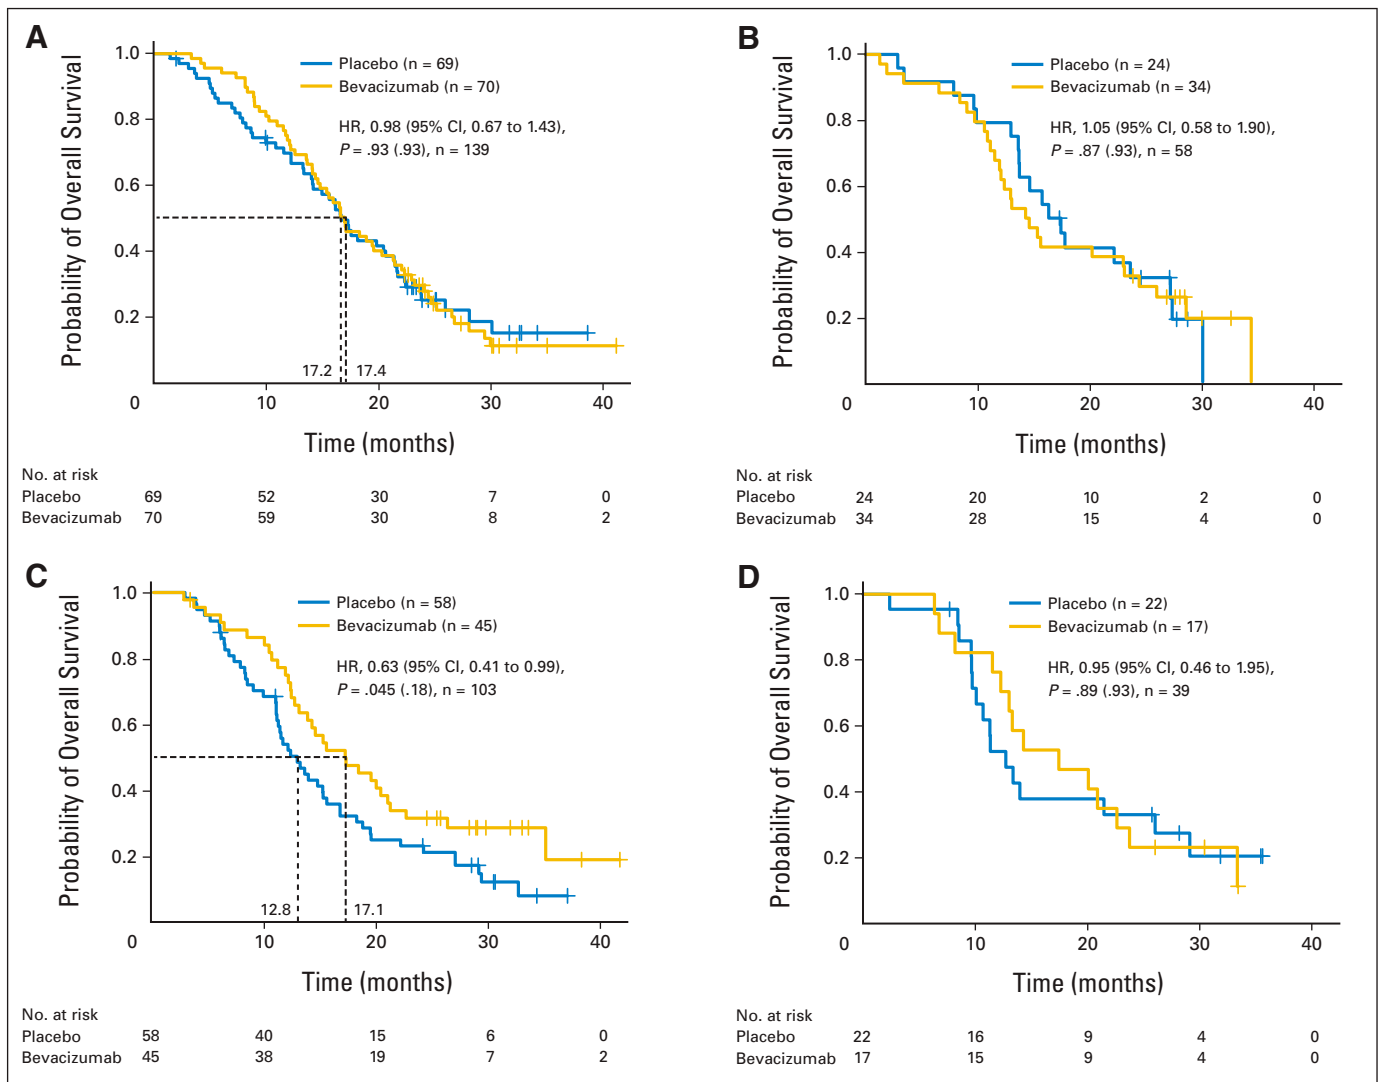 A
Probability of Overall Survival
1.0
0.8
0.6
0.4
0.2
Placebo (n = 69)
Bevacizumab (n = 70)
HR, 0.98 (95% CI, 0.67 to 1.43),
P = .93 (.93), n = 139
17.2 17.4
0 10 20 30 40
Time (months)
No. at risk
Placebo 69 52 30 7 0
Bevacizumab 70 59 30 8 2
B
Probability of Overall Survival
1.0
0.8
0.6
0.4
0.2
Placebo (n = 24)
Bevacizumab (n = 34)
HR, 1.05 (95% CI, 0.58 to 1.90),
P = .87 (.93), n = 58
0 10 20 30 40
Time (months)
No. at risk
Placebo 24 20 10 2 0
Bevacizumab 34 28 15 4 0
C
Probability of Overall Survival
1.0
0.8
0.6
0.4
0.2
Placebo (n = 58)
Bevacizumab (n = 45)
HR, 0.63 (95% CI, 0.41 to 0.99),
P = .045 (.18), n = 103
12.8 17.1
0 10 20 30 40
Time (months)
No. at risk
Placebo 58 40 15 6 0
Bevacizumab 45 38 19 7 2
D
Probability of Overall Survival
1.0
0.8
0.6
0.4
0.2
Placebo (n = 22)
Bevacizumab (n = 17)
HR, 0.95 (95% CI, 0.46 to 1.95),
P = .89 (.93), n = 39
0 10 20 30 40
Time (months)
No. at risk
Placebo 22 16 9 4 0
Bevacizumab 17 15 9 4 0